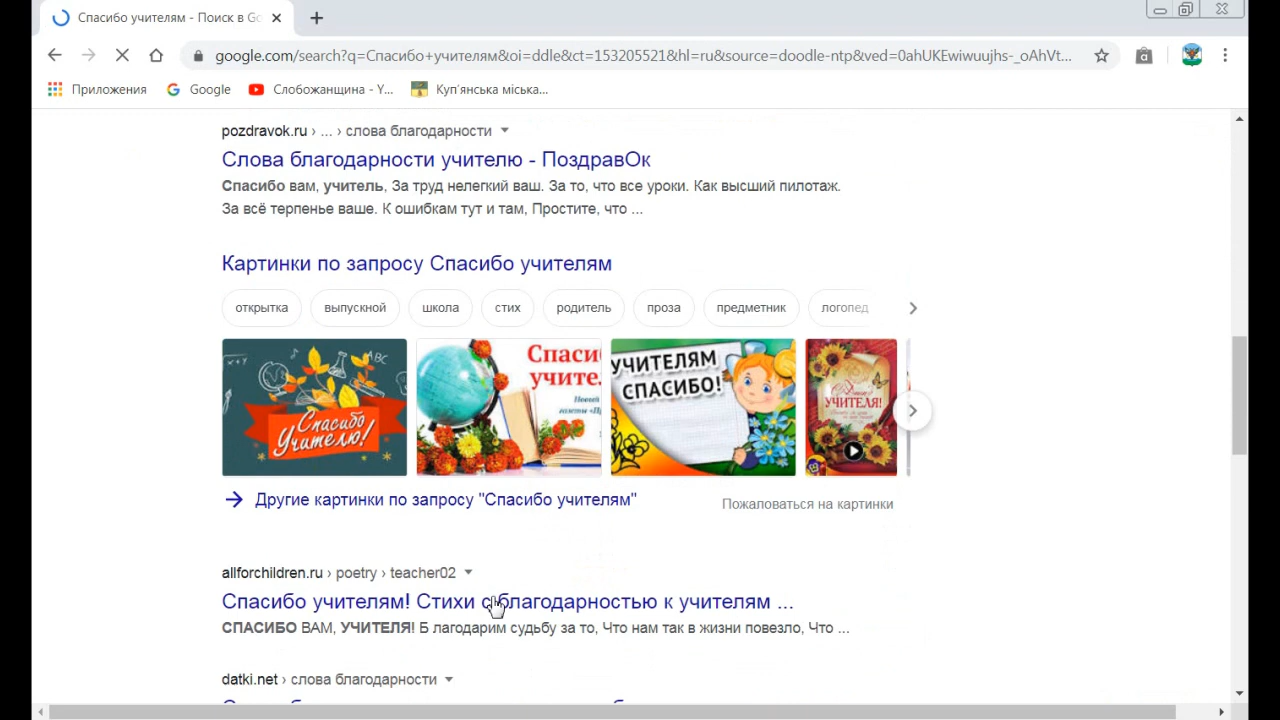 Спасибо учителям - Поиск в Go
google.com/search?q=Спасибо+учителям&oi=ddle&ct=153205521&hl=ru&source=doodle-ntp&ved=0ahUKEwiwuujhs-_oAhVt...
Приложения Google Слобожанщина - Y... Куп'янська міська...
pozdravok.ru › ... › слова благодарности
Слова благодарности учителю - ПоздравОк
Спасибо вам, учитель, За труд нелегкий ваш. За то, что все уроки. Как высший пилотаж.
За всё терпенье ваше. К ошибкам тут и там, Простите, что ...
Картинки по запросу Спасибо учителям
открытка выпускной школа стих родитель проза предметник логопед
ABC
Спасибо
Учителю!
Спаси
учите
УЧИТЕЛЯМ
СПАСИБО!
УЧИТЕЛЯ!
Другие картинки по запросу "Спасибо учителям"
Пожаловаться на картинки
allforchildren.ru › poetry › teacher02
Спасибо учителям! Стихи с благодарностью к учителям ...
СПАСИБО ВАМ, УЧИТЕЛЯ! Б лагодарим судьбу за то, Что нам так в жизни повезло, Что ...
datki.net › слова благодарности